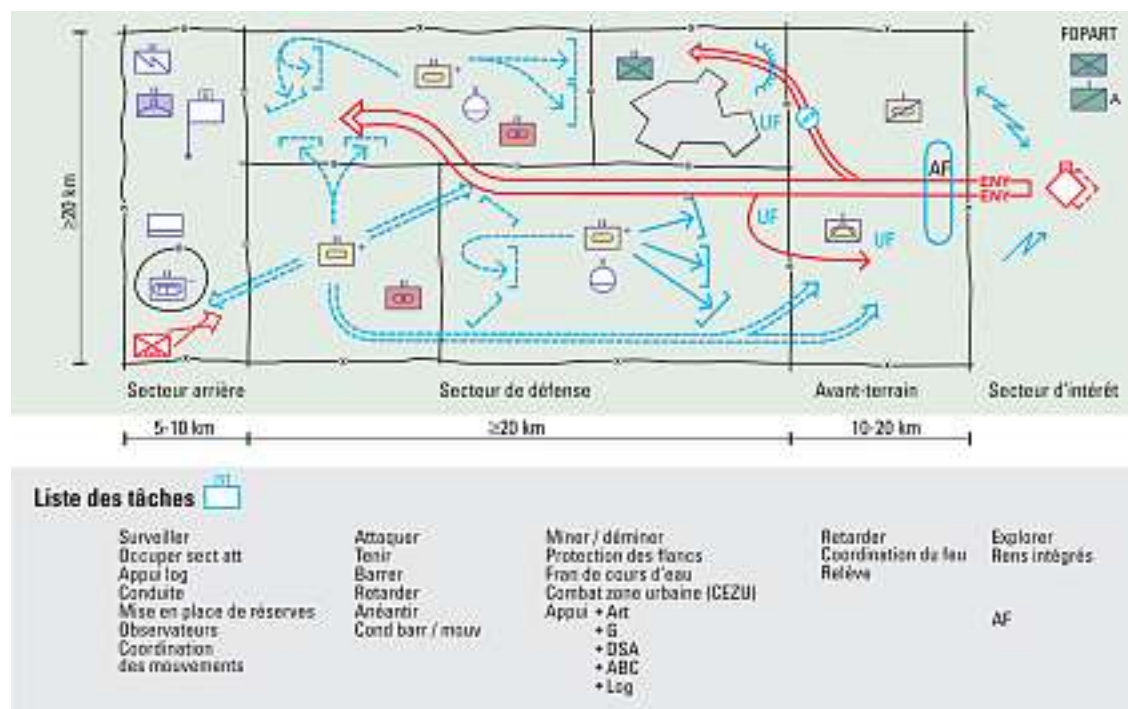 FOPART
A
UF
AF
ENY
ENY
UF
UF
≥20 km
Secteur arrière
Secteur de défense
Avant-terrain
Secteur d'intérêt
5-10 km
≥20 km
10-20 km
Liste des tâches
Surveiller
Occuper sect att
Appui log
Conduite
Mise en place de réserves
Observateurs
Coordination
des mouvements
Attaquer
Tenir
Barrer
Retarder
Anéantir
Cond barr / mouv
Miner / déminer
Protection des flancs
Fran de cours d'eau
Combat zone urbaine (CEZU)
Appui + Art
+ G
+ DSA
+ ABC
+ Log
Retarder
Coordination du feu
Relève
Explorer
Rens intégrés
AF